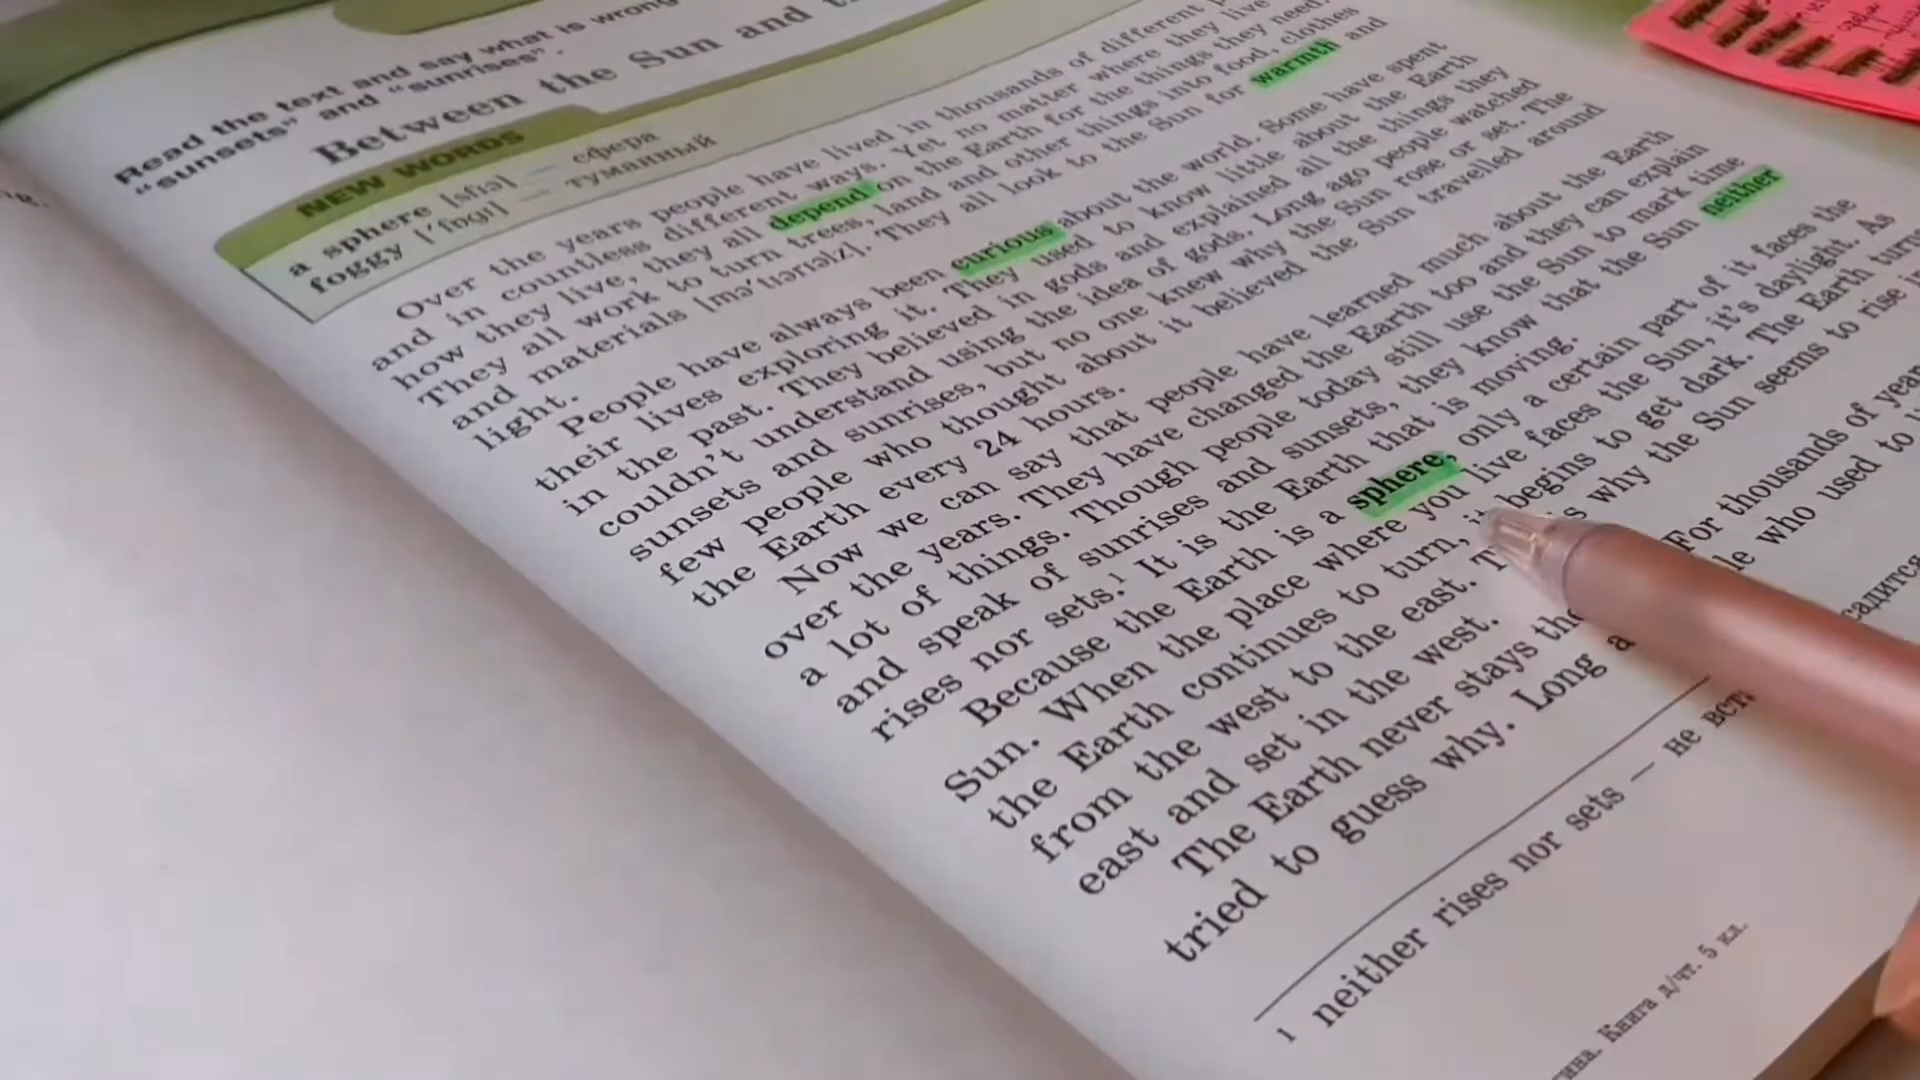 Read the text and say what is wrong
"sunsets" and "sunrises".
Between the Sun and
NEW WORDS
a sphere [sfɪə] — сфера
foggy [ˈfɒgɪ] — туманный
Over the years people have lived in thousands of different
and in countless different ways. Yet no matter where they live
how they live, they all depend on the Earth for the things they need.
They all work to turn trees, land and other things into food, clothes
and materials [məˈtɪərɪəlz]. They all look to the Sun for warmth and
light.
People have always been curious about the world. Some have spent
their lives exploring it. They used to know little about the Earth
in the past. They believed in gods and explained all the things they
couldn't understand using the idea of gods. Long ago people watched
sunsets and sunrises, but no one knew why the Sun rose or set. The
few people who thought about it believed the Sun travelled around
the Earth every 24 hours.
Now we can say that people have learned much about the Earth
over the years. They have changed the Earth too and they can explain
a lot of things. Though people today still use the Sun to mark time
and speak of sunrises and sunsets, they know that the Sun neither
rises nor sets.¹ It is the Earth that is moving.
Because the Earth is a sphere, only a certain part of it faces the
Sun. When the place where you live faces the Sun, it's daylight. As
the Earth continues to turn, it begins to get dark. The Earth turns
from the west to the east. why the Sun seems to rise
east and set in the west.
The Earth never stays For thousands of
tried to guess why. Long who used to
¹ neither rises nor sets — не
Книга д/чт. 5 кл.